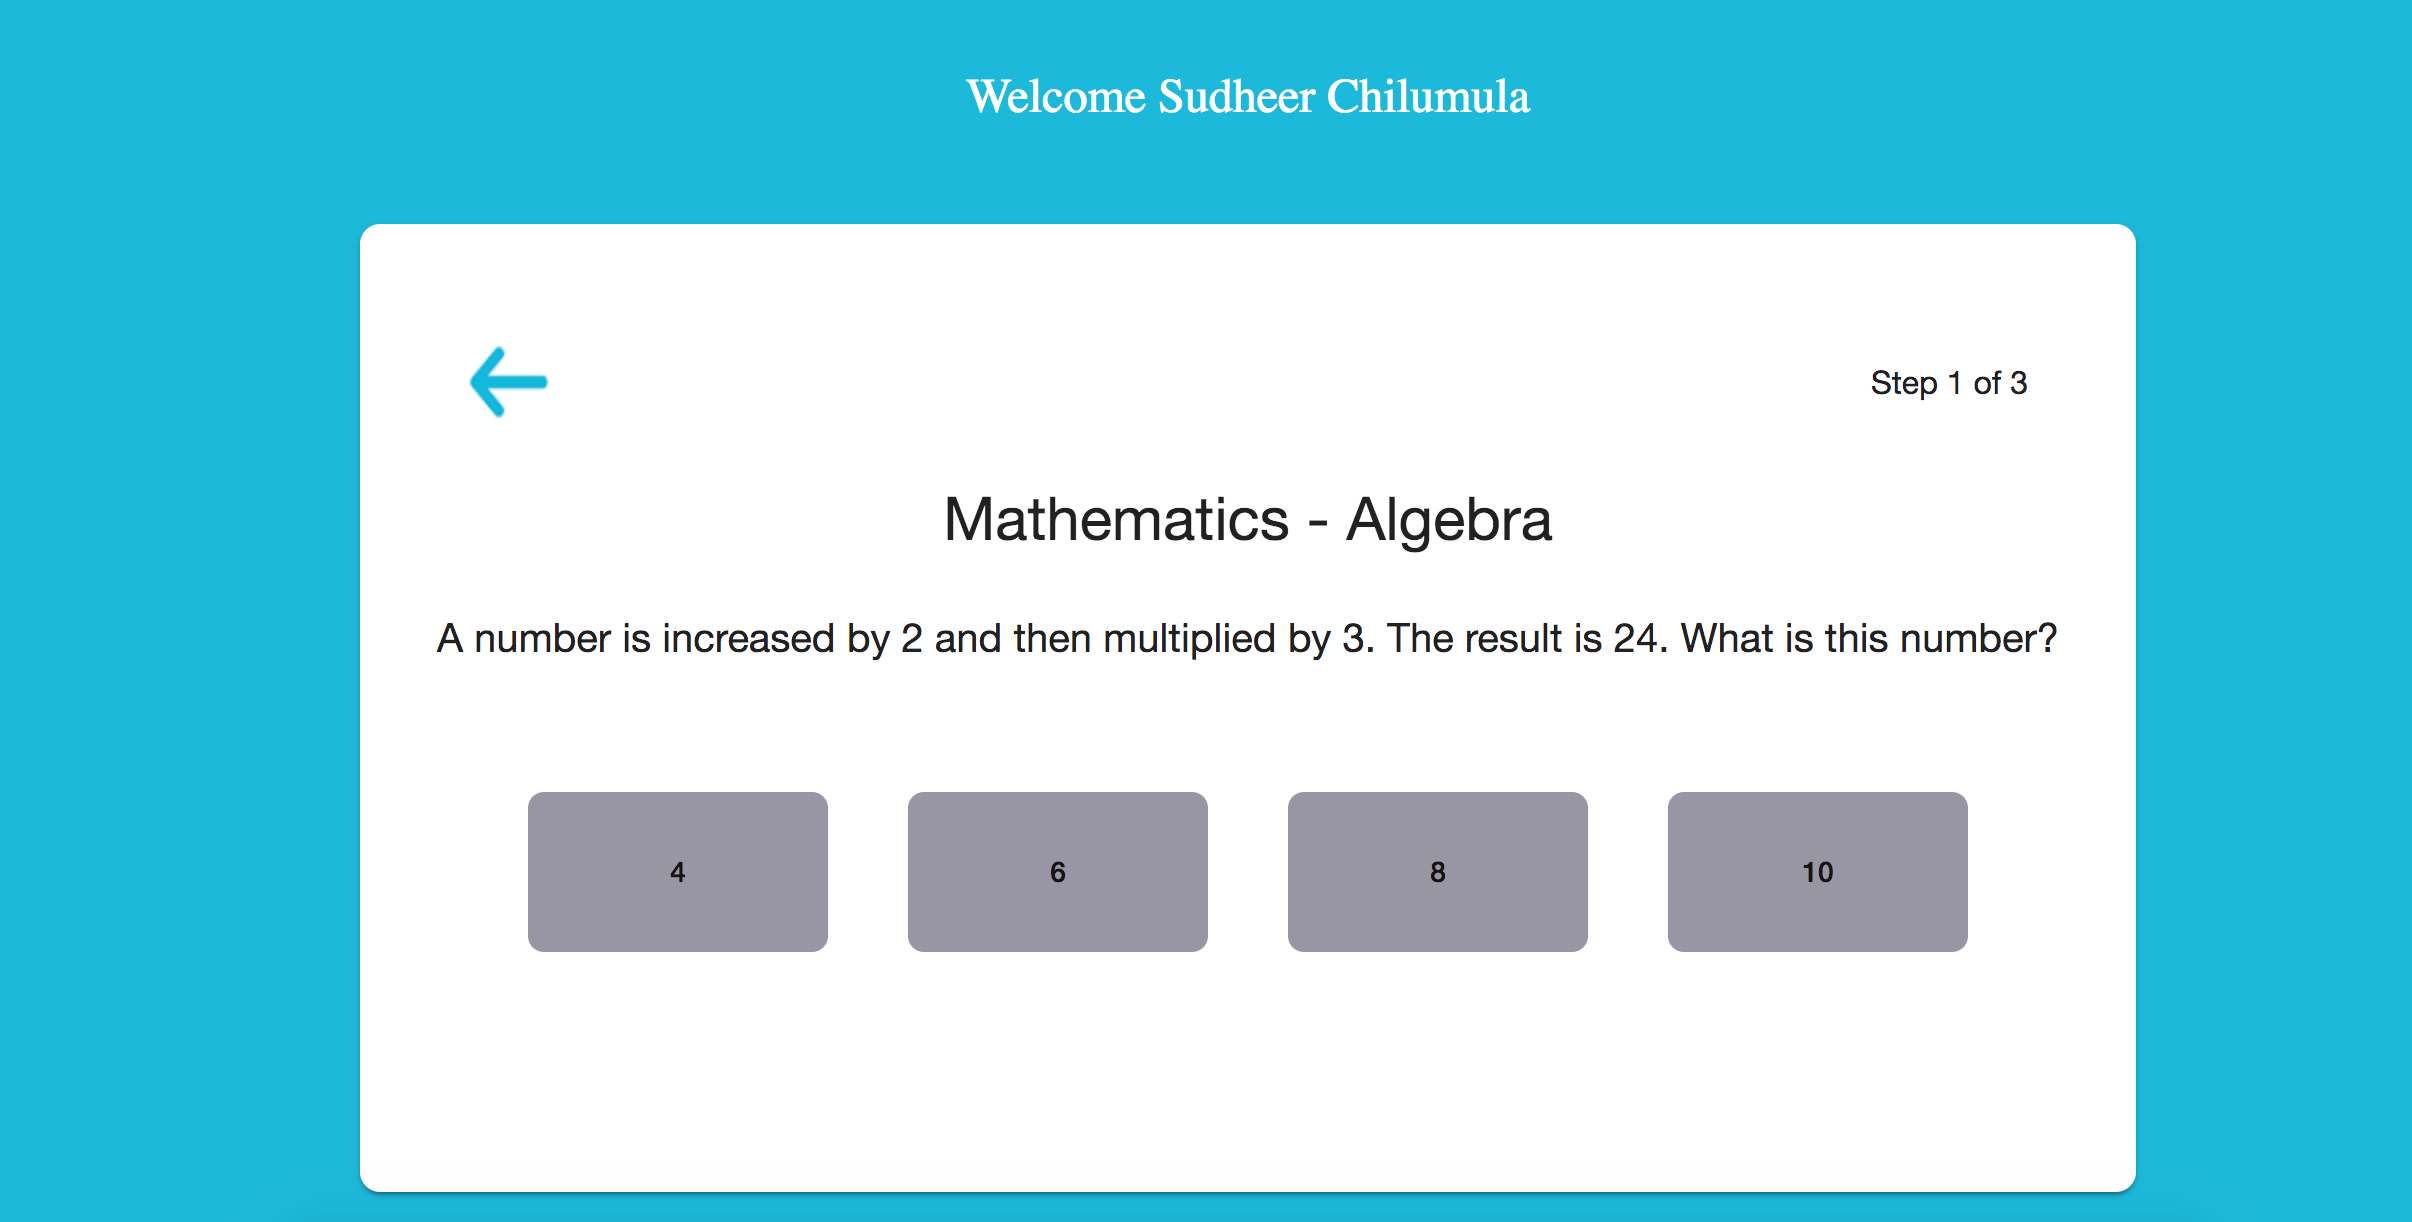 Welcome Sudheer Chilumula
Step 1 of 3
Mathematics - Algebra
A number is increased by 2 and then multiplied by 3. The result is 24. What is this number?
4
6
8
10